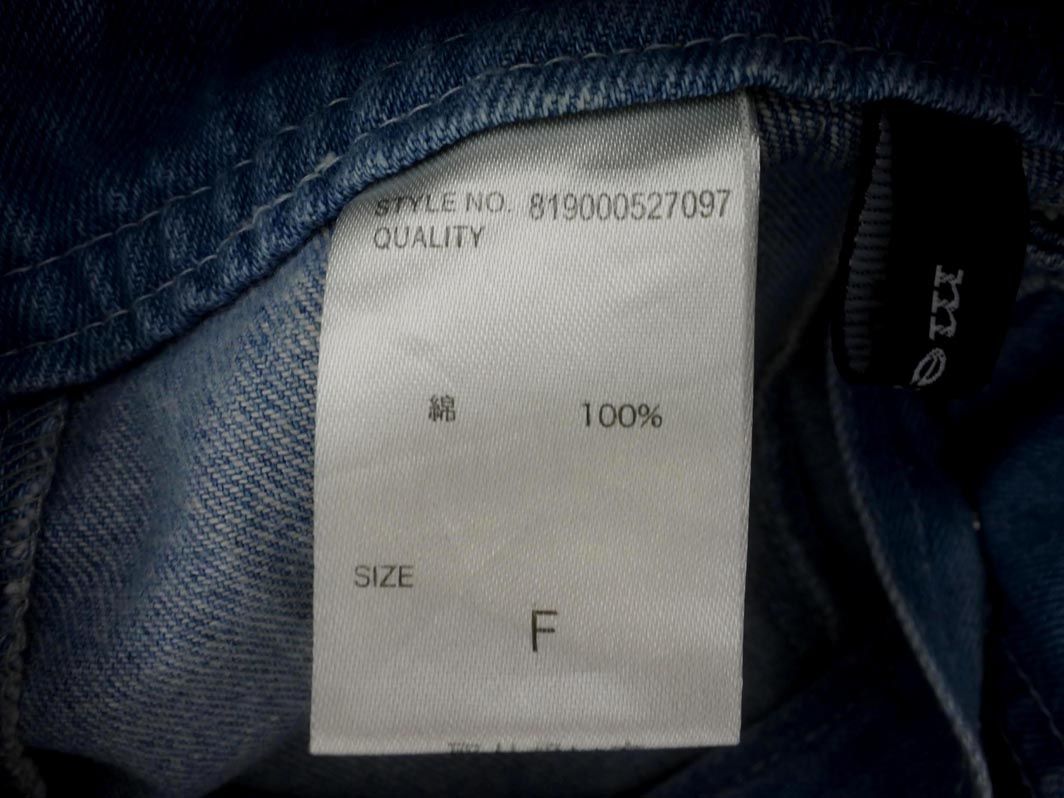 STYLE NO. 819000527097
QUALITY
綿 100%
SIZE
F